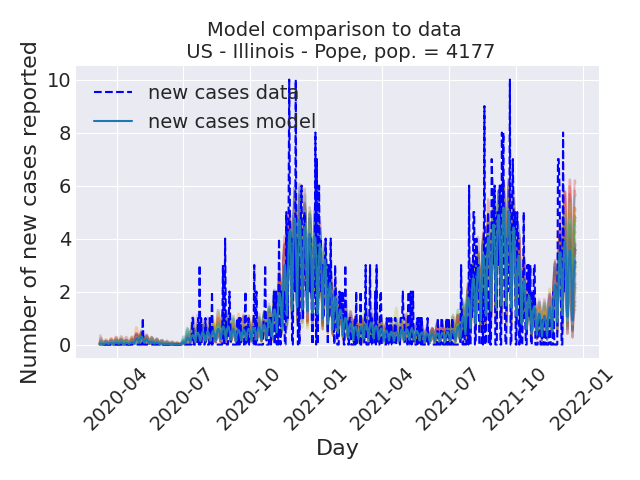 Model comparison to data
US - Illinois - Pope, pop. = 4177
Number of new cases reported
10
8
6
4
2
0
new cases data
new cases model
2020-04
2020-07
2020-10
2021-01
2021-04
2021-07
2021-10
2022-01
Day